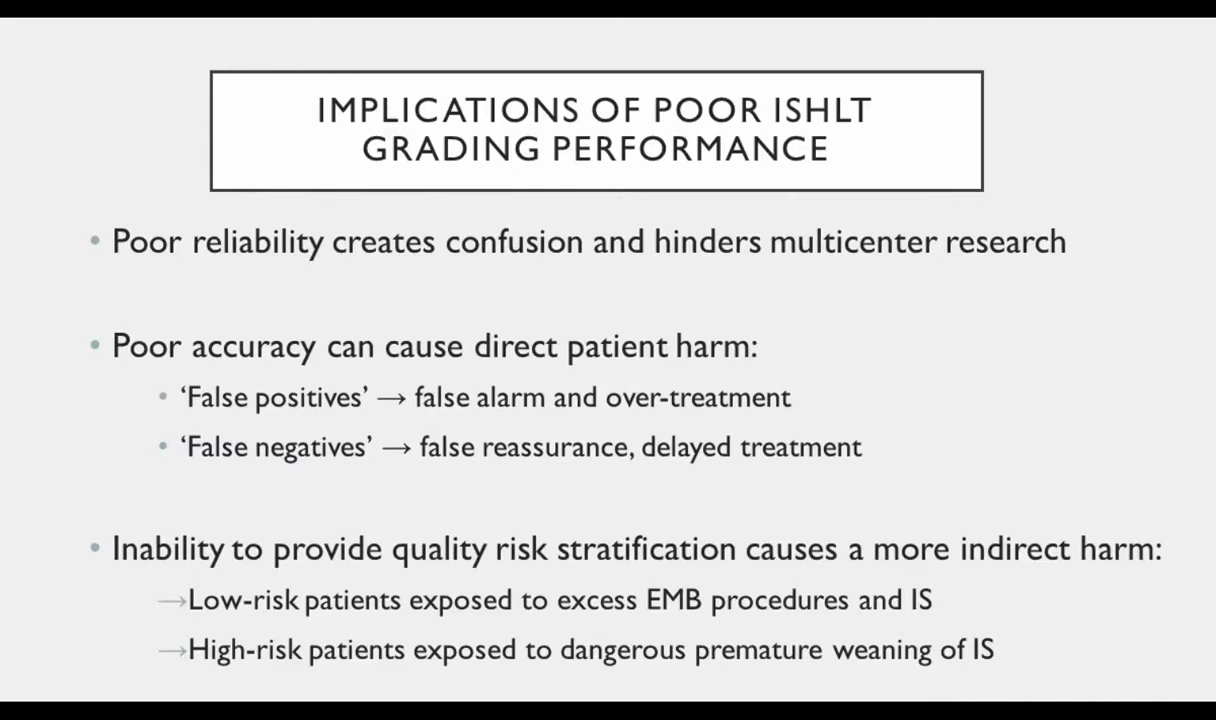 IMPLICATIONS OF POOR ISHLT
GRADING PERFORMANCE
• Poor reliability creates confusion and hinders multicenter research
• Poor accuracy can cause direct patient harm:
• ‘False positives’ → false alarm and over-treatment
• ‘False negatives’ → false reassurance, delayed treatment
• Inability to provide quality risk stratification causes a more indirect harm:
→Low-risk patients exposed to excess EMB procedures and IS
→High-risk patients exposed to dangerous premature weaning of IS